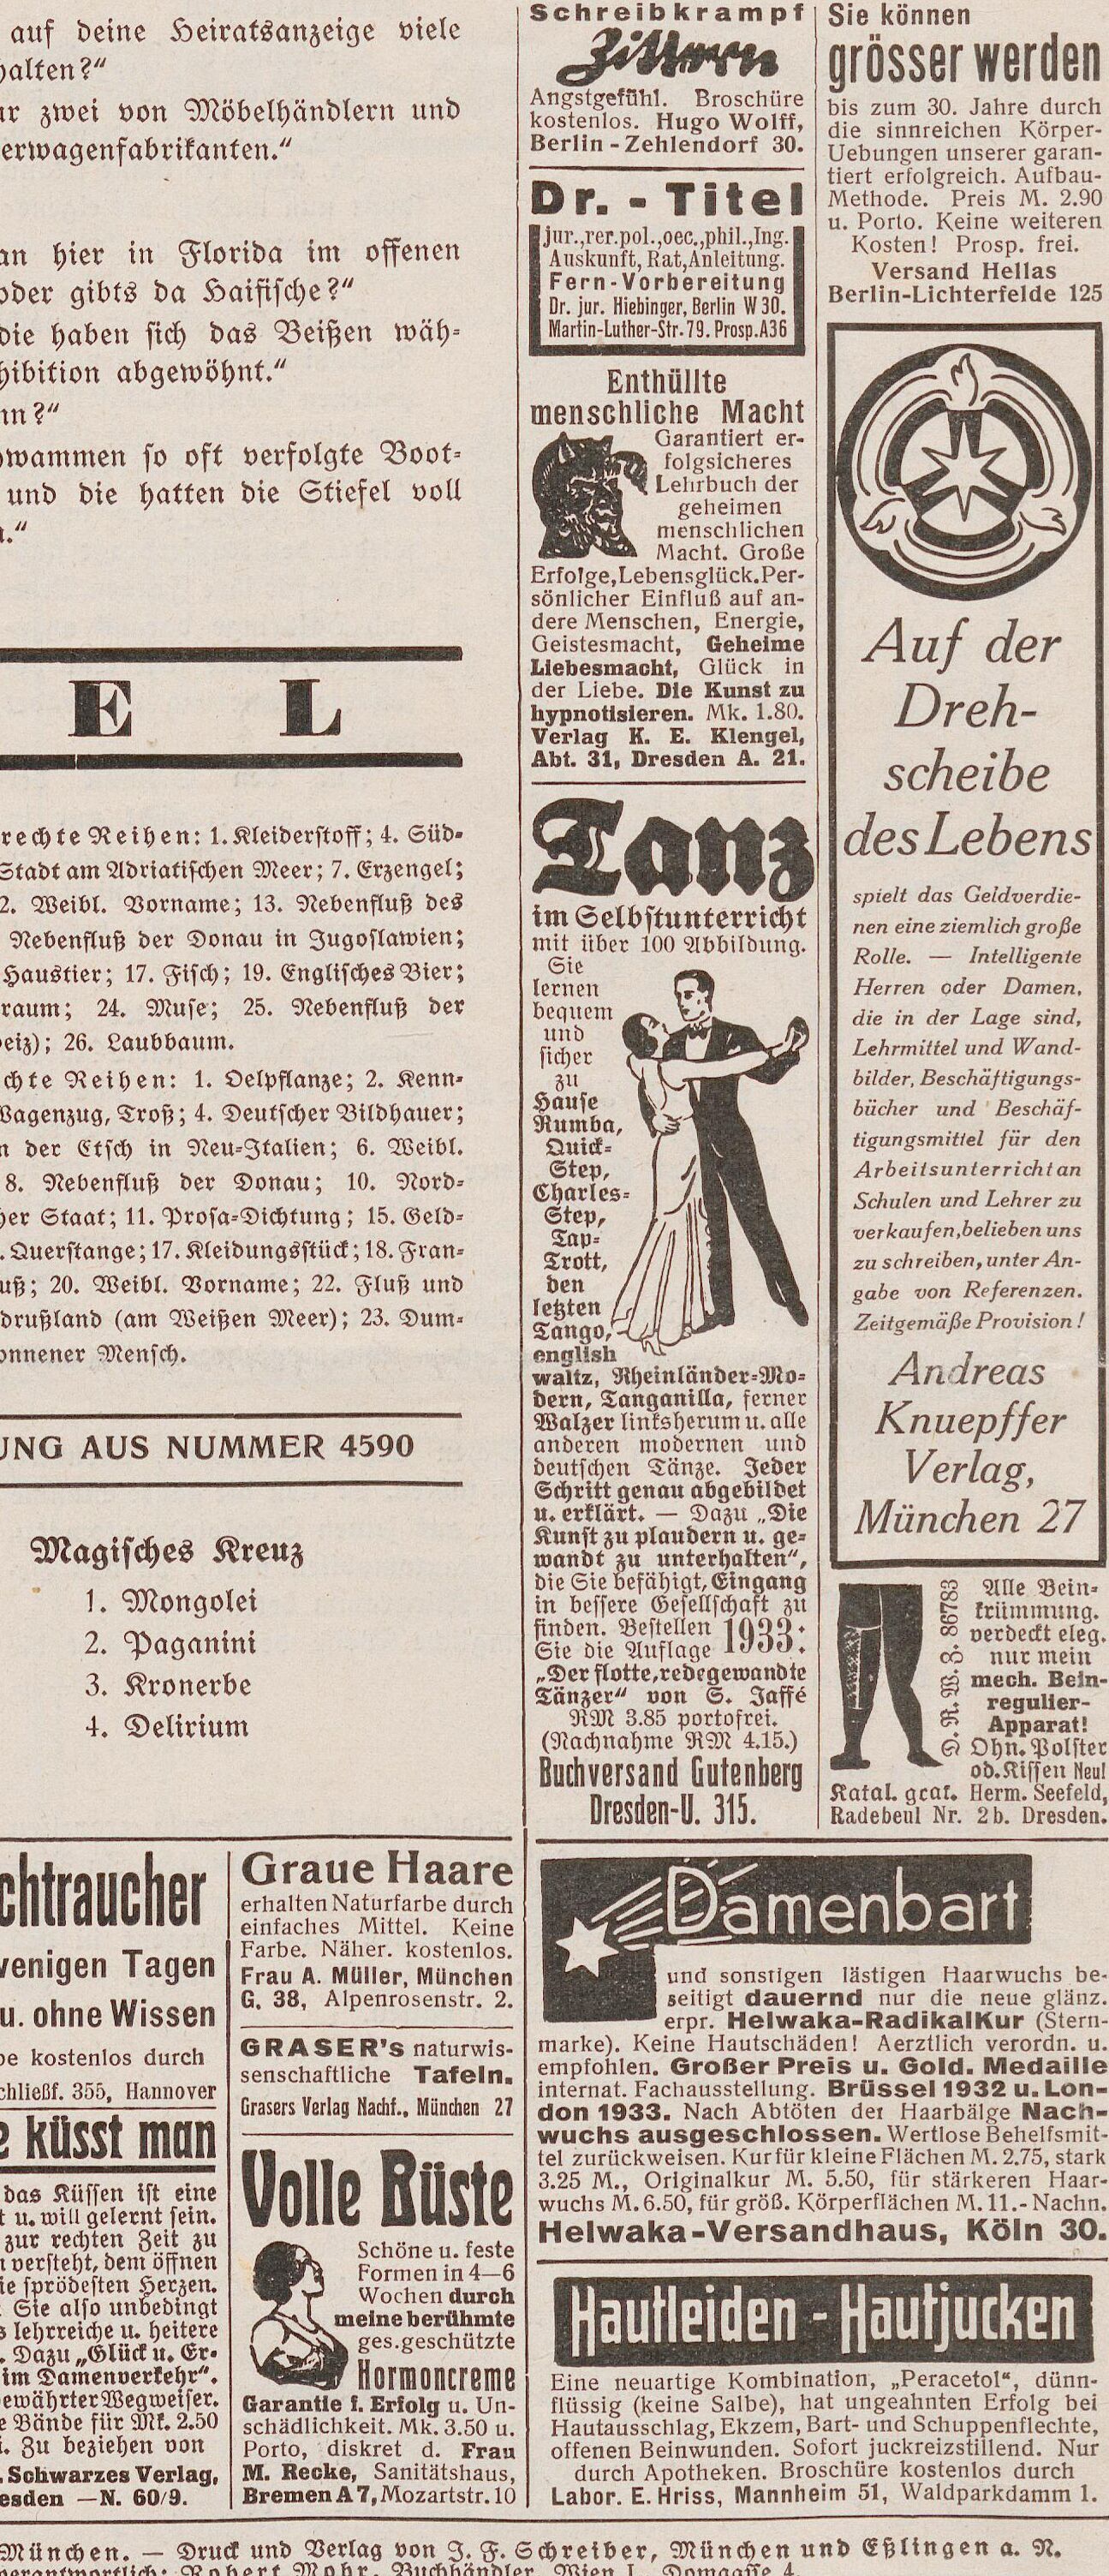 auf deine Heiratsanzeige viele
halten?“
ur zwei von Möbelhändlern und
erwagenfabrikanten.“
an hier in Florida im offenen
oder gibts da Haifische?“
die haben sich das Beißen wäh-
hibition abgewöhnt.“
nn?“
hwammen so oft verfolgte Boot-
und die hatten die Stiefel voll
.“
E L
rechte Reihen: 1. Kleiderstoff; 4. Süd-
Stadt am Adriatischen Meer; 7. Erzengel;
2. Weibl. Vorname; 13. Nebenfluß des
Nebenfluß der Donau in Jugoslawien;
Haustier; 17. Fisch; 19. Englisches Bier;
raum; 24. Muse; 25. Nebenfluß der
eiz); 26. Laubbaum.
chte Reihen: 1. Oelpflanze; 2. Kenn-
Wagenzug, Troß; 4. Deutscher Bildhauer;
n der Etsch in Neu-Italien; 6. Weibl.
8. Nebenfluß der Donau; 10. Nord-
her Staat; 11. Prosa-Dichtung; 15. Geld-
. Querstange; 17. Kleidungsstück; 18. Fran-
uß; 20. Weibl. Vorname; 22. Fluß und
drußland (am Weißen Meer); 23. Dum-
onnener Mensch.
UNG AUS NUMMER 4590
Magisches Kreuz
1. Mongolei
2. Paganini
3. Kronerbe
4. Delirium
Schreibkrampf
Zittern
Angstgefühl. Broschüre
kostenlos. Hugo Wolff,
Berlin-Zehlendorf 30.
Dr.-Titel
jur., rer.pol., oec., phil., Ing.
Auskunft, Rat, Anleitung.
Fern-Vorbereitung
Dr. jur. Hiebinger, Berlin W 30.
Martin-Luther-Str. 79. Prosp. A36
Enthüllte
menschliche Macht
Garantiert er-
folgsicheres
Lehrbuch der
geheimen
menschlichen
Macht. Große
Erfolge, Lebensglück. Per-
sönlicher Einfluß auf an-
dere Menschen, Energie,
Geistesmacht, Geheime
Liebesmacht, Glück in
der Liebe. Die Kunst zu
hypnotisieren. Mk. 1.80.
Verlag K. E. Klengel,
Abt. 31, Dresden A. 21.
Tanz
im Selbstunterricht
mit über 100 Abbildung.
Sie
lernen
bequem
und
sicher
zu
Hause
Rumba,
Quick-
Step,
Charles-
Step,
Tap-
Trott,
den
letzten
Tango,
english
waltz, Rheinländer-Mo-
dern, Tanganilla, ferner
Walzer linksherum u. alle
anderen modernen und
deutschen Tänze. Jeder
Schritt genau abgebildet
u. erklärt. — Dazu „Die
Kunst zu plaudern u. ge-
wandt zu unterhalten“,
die Sie befähigt, Eingang
in bessere Gesellschaft zu
finden. Bestellen
Sie die Auflage 1933:
„Der flotte, redegewandte
Tänzer“ von S. Jaffé
RM 3.85 portofrei.
(Nachnahme RM 4.15.)
Buchversand Gutenberg
Dresden-U. 315.
Sie können
grösser werden
bis zum 30. Jahre durch
die sinnreichen Körper-
Uebungen unserer garan-
tiert erfolgreich. Aufbau-
Methode. Preis M. 2.90
u. Porto. Keine weiteren
Kosten! Prosp. frei.
Versand Hellas
Berlin-Lichterfelde 125
Auf der
Dreh-
scheibe
des Lebens
spielt das Geldverdie-
nen eine ziemlich große
Rolle. — Intelligente
Herren oder Damen,
die in der Lage sind,
Lehrmittel und Wand-
bilder, Beschäftigungs-
bücher und Beschäf-
tigungsmittel für den
Arbeitsunterricht an
Schulen und Lehrer zu
verkaufen, belieben uns
zu schreiben, unter An-
gabe von Referenzen.
Zeitgemäße Provision!
Andreas
Knuepffer
Verlag,
München 27
D. R. W. Z. 86783
Alle Bein-
krümmung.
verdeckt eleg.
nur mein
mech. Bein-
regulier-
Apparat!
Ohn. Polster
od. Kissen Neu!
Katal. grat. Herm. Seefeld,
Radebeul Nr. 2b. Dresden.
chtraucher
wenigen Tagen
u. ohne Wissen
be kostenlos durch
chließf. 355, Hannover
e küsst man
das Küssen ist eine
t u. will gelernt sein.
zur rechten Zeit zu
n versteht, dem öffnen
ie sprödesten Herzen.
Sie also unbedingt
s lehrreiche u. heitere
. Dazu „Glück u. Er-
im Damenverkehr“.
ewährter Wegweiser.
e Bände für Mk. 2.50
i. Zu beziehen von
. Schwarzes Verlag,
esden —N. 60/9.
Graue Haare
erhalten Naturfarbe durch
einfaches Mittel. Keine
Farbe. Näher. kostenlos.
Frau A. Müller, München
G. 38, Alpenrosenstr. 2.
GRASER's naturwis-
senschaftliche Tafeln.
Grasers Verlag Nachf., München 27
Volle Büste
Schöne u. feste
Formen in 4—6
Wochen durch
meine berühmte
ges. geschützte
Hormoncreme
Garantie f. Erfolg u. Un-
schädlichkeit. Mk. 3.50 u.
Porto, diskret d. Frau
M. Recke, Sanitätshaus,
Bremen A 7, Mozartstr. 10
Damenbart
und sonstigen lästigen Haarwuchs be-
seitigt dauernd nur die neue glänz.
erpr. Helwaka-RadikalKur (Stern-
marke). Keine Hautschäden! Aerztlich verordn. u.
empfohlen. Großer Preis u. Gold. Medaille
internat. Fachausstellung. Brüssel 1932 u. Lon-
don 1933. Nach Abtöten der Haarbälge Nach-
wuchs ausgeschlossen. Wertlose Behelfsmit-
tel zurückweisen. Kur für kleine Flächen M. 2.75, stark
3.25 M., Originalkur M. 5.50, für stärkeren Haar-
wuchs M. 6.50, für größ. Körperflächen M. 11.- Nachn.
Helwaka-Versandhaus, Köln 30.
Hautleiden - Hautjucken
Eine neuartige Kombination, „Peracetol“, dünn-
flüssig (keine Salbe), hat ungeahnten Erfolg bei
Hautausschlag, Ekzem, Bart- und Schuppenflechte,
offenen Beinwunden. Sofort juckreizstillend. Nur
durch Apotheken. Broschüre kostenlos durch
Labor. E. Hriss, Mannheim 51, Waldparkdamm 1.
München. — Druck und Verlag von J. F. Schreiber, München und Eßlingen a. N.
verantwortlich: Robert Mohr, Buchhändler, Wien I, Domgasse 4.